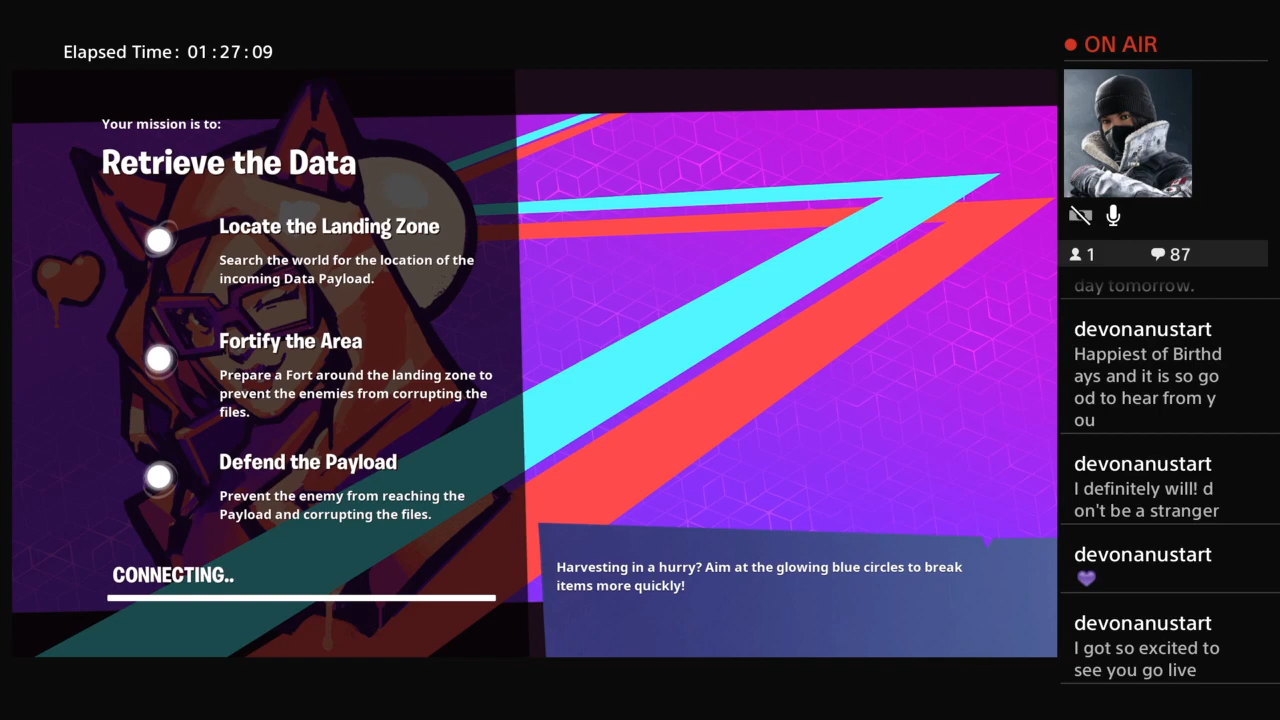 Elapsed Time: 01:27:09
Your mission is to:
Retrieve the Data
Locate the Landing Zone
Search the world for the location of the
incoming Data Payload.
Fortify the Area
Prepare a Fort around the landing zone to
prevent the enemies from corrupting the
files.
Defend the Payload
Prevent the enemy from reaching the
Payload and corrupting the files.
CONNECTING..
Harvesting in a hurry? Aim at the glowing blue circles to break
items more quickly!
ON AIR
1 87
day tomorrow.
devonanustart
Happiest of Birthd
ays and it is so go
od to hear from y
ou
devonanustart
I definitely will! d
on't be a stranger
devonanustart
💜
devonanustart
I got so excited to
see you go live